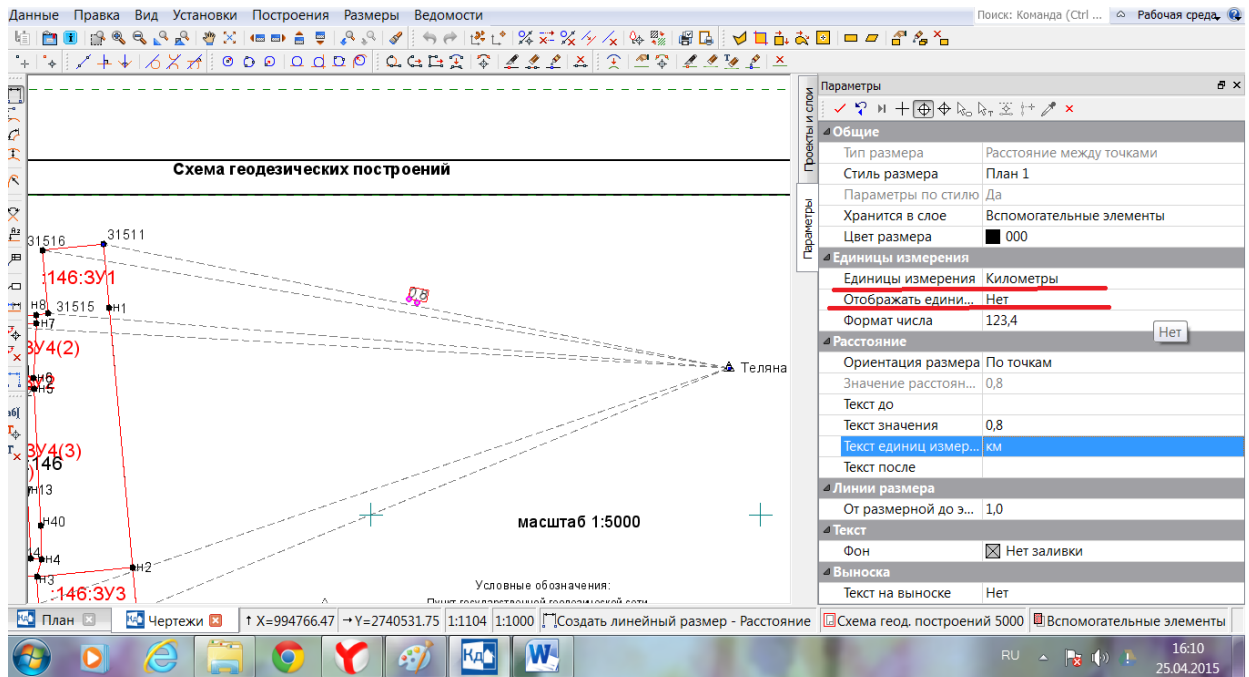 Данные Правка Вид Установки Построения Размеры Ведомости
Поиск: Команда (Ctrl ... Рабочая среда
Параметры
Проекты и слои
Параметры
Общие
Тип размера Расстояние между точками
Стиль размера План 1
Параметры по стилю Да
Хранится в слое Вспомогательные элементы
Цвет размера 000
Единицы измерения
Единицы измерения Километры
Отображать едини... Нет
Формат числа 123,4
Нет
Расстояние
Ориентация размера По точкам
Значение расстоян... 0,8
Текст до
Текст значения 0,8
Текст единиц измер... км
Текст после
Линии размера
От размерной до э... 1,0
Текст
Фон Нет заливки
Выноска
Текст на выноске Нет
Схема геодезических построений
31516
31511
:146:ЗУ1
0,8
н8 31515 н1
н7
ЗУ4(2)
Теляна
н5
ЗУ4(3)
146
н13
н40
масштаб 1:5000
н4
н2
н3
:146:ЗУ3
Условные обозначения:
Пункт государственной геодезической сети
План Чертежи X=994766.47 Y=2740531.75 1:1104 1:1000 Создать линейный размер - Расстояние Схема геод. построений 5000 Вспомогательные элементы
RU 16:10
25.04.2015